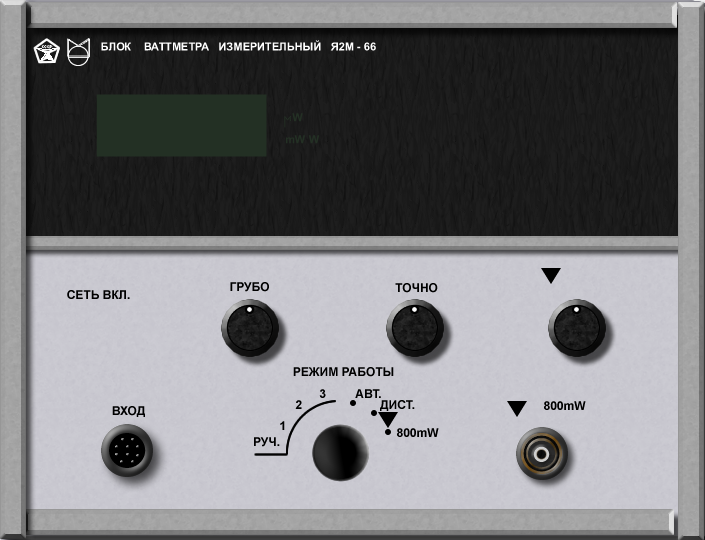 БЛОК ВАТТМЕТРА ИЗМЕРИТЕЛЬНЫЙ Я2М - 66
mW W
СЕТЬ ВКЛ.
ГРУБО
ТОЧНО
РЕЖИМ РАБОТЫ
ВХОД
РУЧ.
1
2
3
АВТ.
ДИСТ.
800mW
800mW